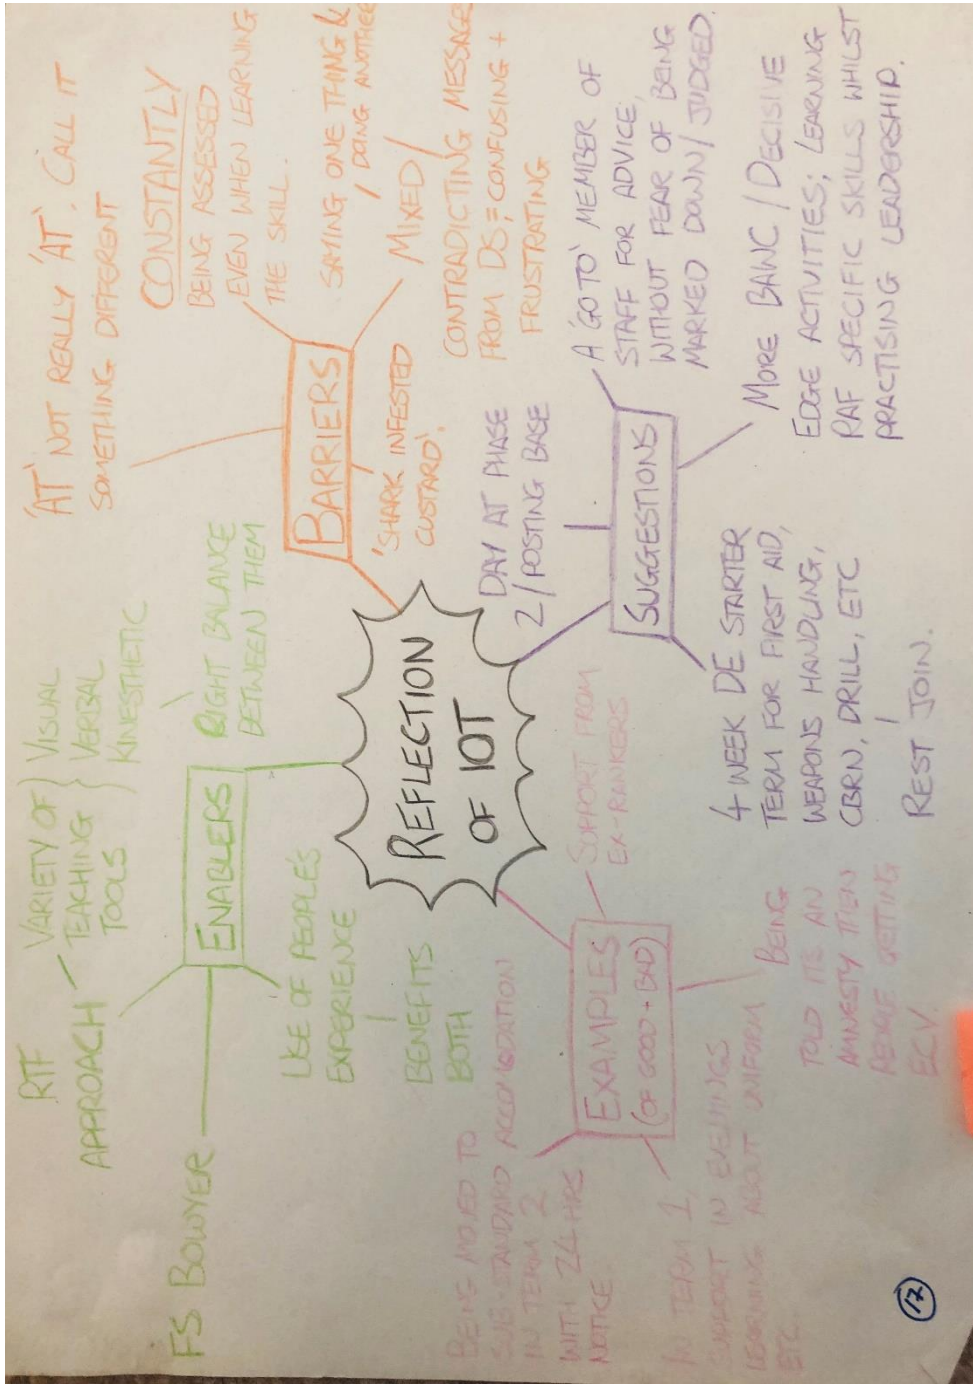 REFLECTION
OF IOT
ENABLERS
FS BOWYER
RTF
APPROACH
VARIETY OF
TEACHING
TOOLS
VISUAL
VERBAL
KINESTHETIC
RIGHT BALANCE
BETWEEN THEM
USE OF PEOPLE'S
EXPERIENCE
BENEFITS
BOTH
BARRIERS
'AT' NOT REALLY 'AT'. CALL IT
SOMETHING DIFFERENT
CONSTANTLY
BEING ASSESSED
EVEN WHEN LEARNING
THE SKILL.
SAYING ONE THING &
/ DOING ANOTHER
MIXED/
CONTRADICTING MESSAGES
FROM DS; CONFUSING +
FRUSTRATING
'SHARK INFESTED
CUSTARD'.
SUGGESTIONS
DAY AT PHASE
2/POSTING BASE
A 'GO TO' MEMBER OF
STAFF FOR ADVICE,
WITHOUT FEAR OF BEING
MARKED DOWN/JUDGED.
MORE BANC/DECISIVE
EDGE ACTIVITIES; LEARNING
RAF SPECIFIC SKILLS WHILST
PRACTISING LEADERSHIP.
4 WEEK DE STARTER
TERM FOR FIRST AID,
WEAPONS HANDLING,
CBRN, DRILL, ETC
REST JOIN.
EXAMPLES
(OF GOOD + BAD)
SUPPORT FROM
EX-RANKERS
BEING MOVED TO
SUB-STANDARD ACCOMODATION
IN TERM 2
WITH 24HRS
NOTICE
IN TERM 1
SUPPORT IN EVENINGS
LEARNING ABOUT UNIFORM
ETC.
BEING
TOLD ITS AN
AMNESTY THEN
PEOPLE GETTING
17